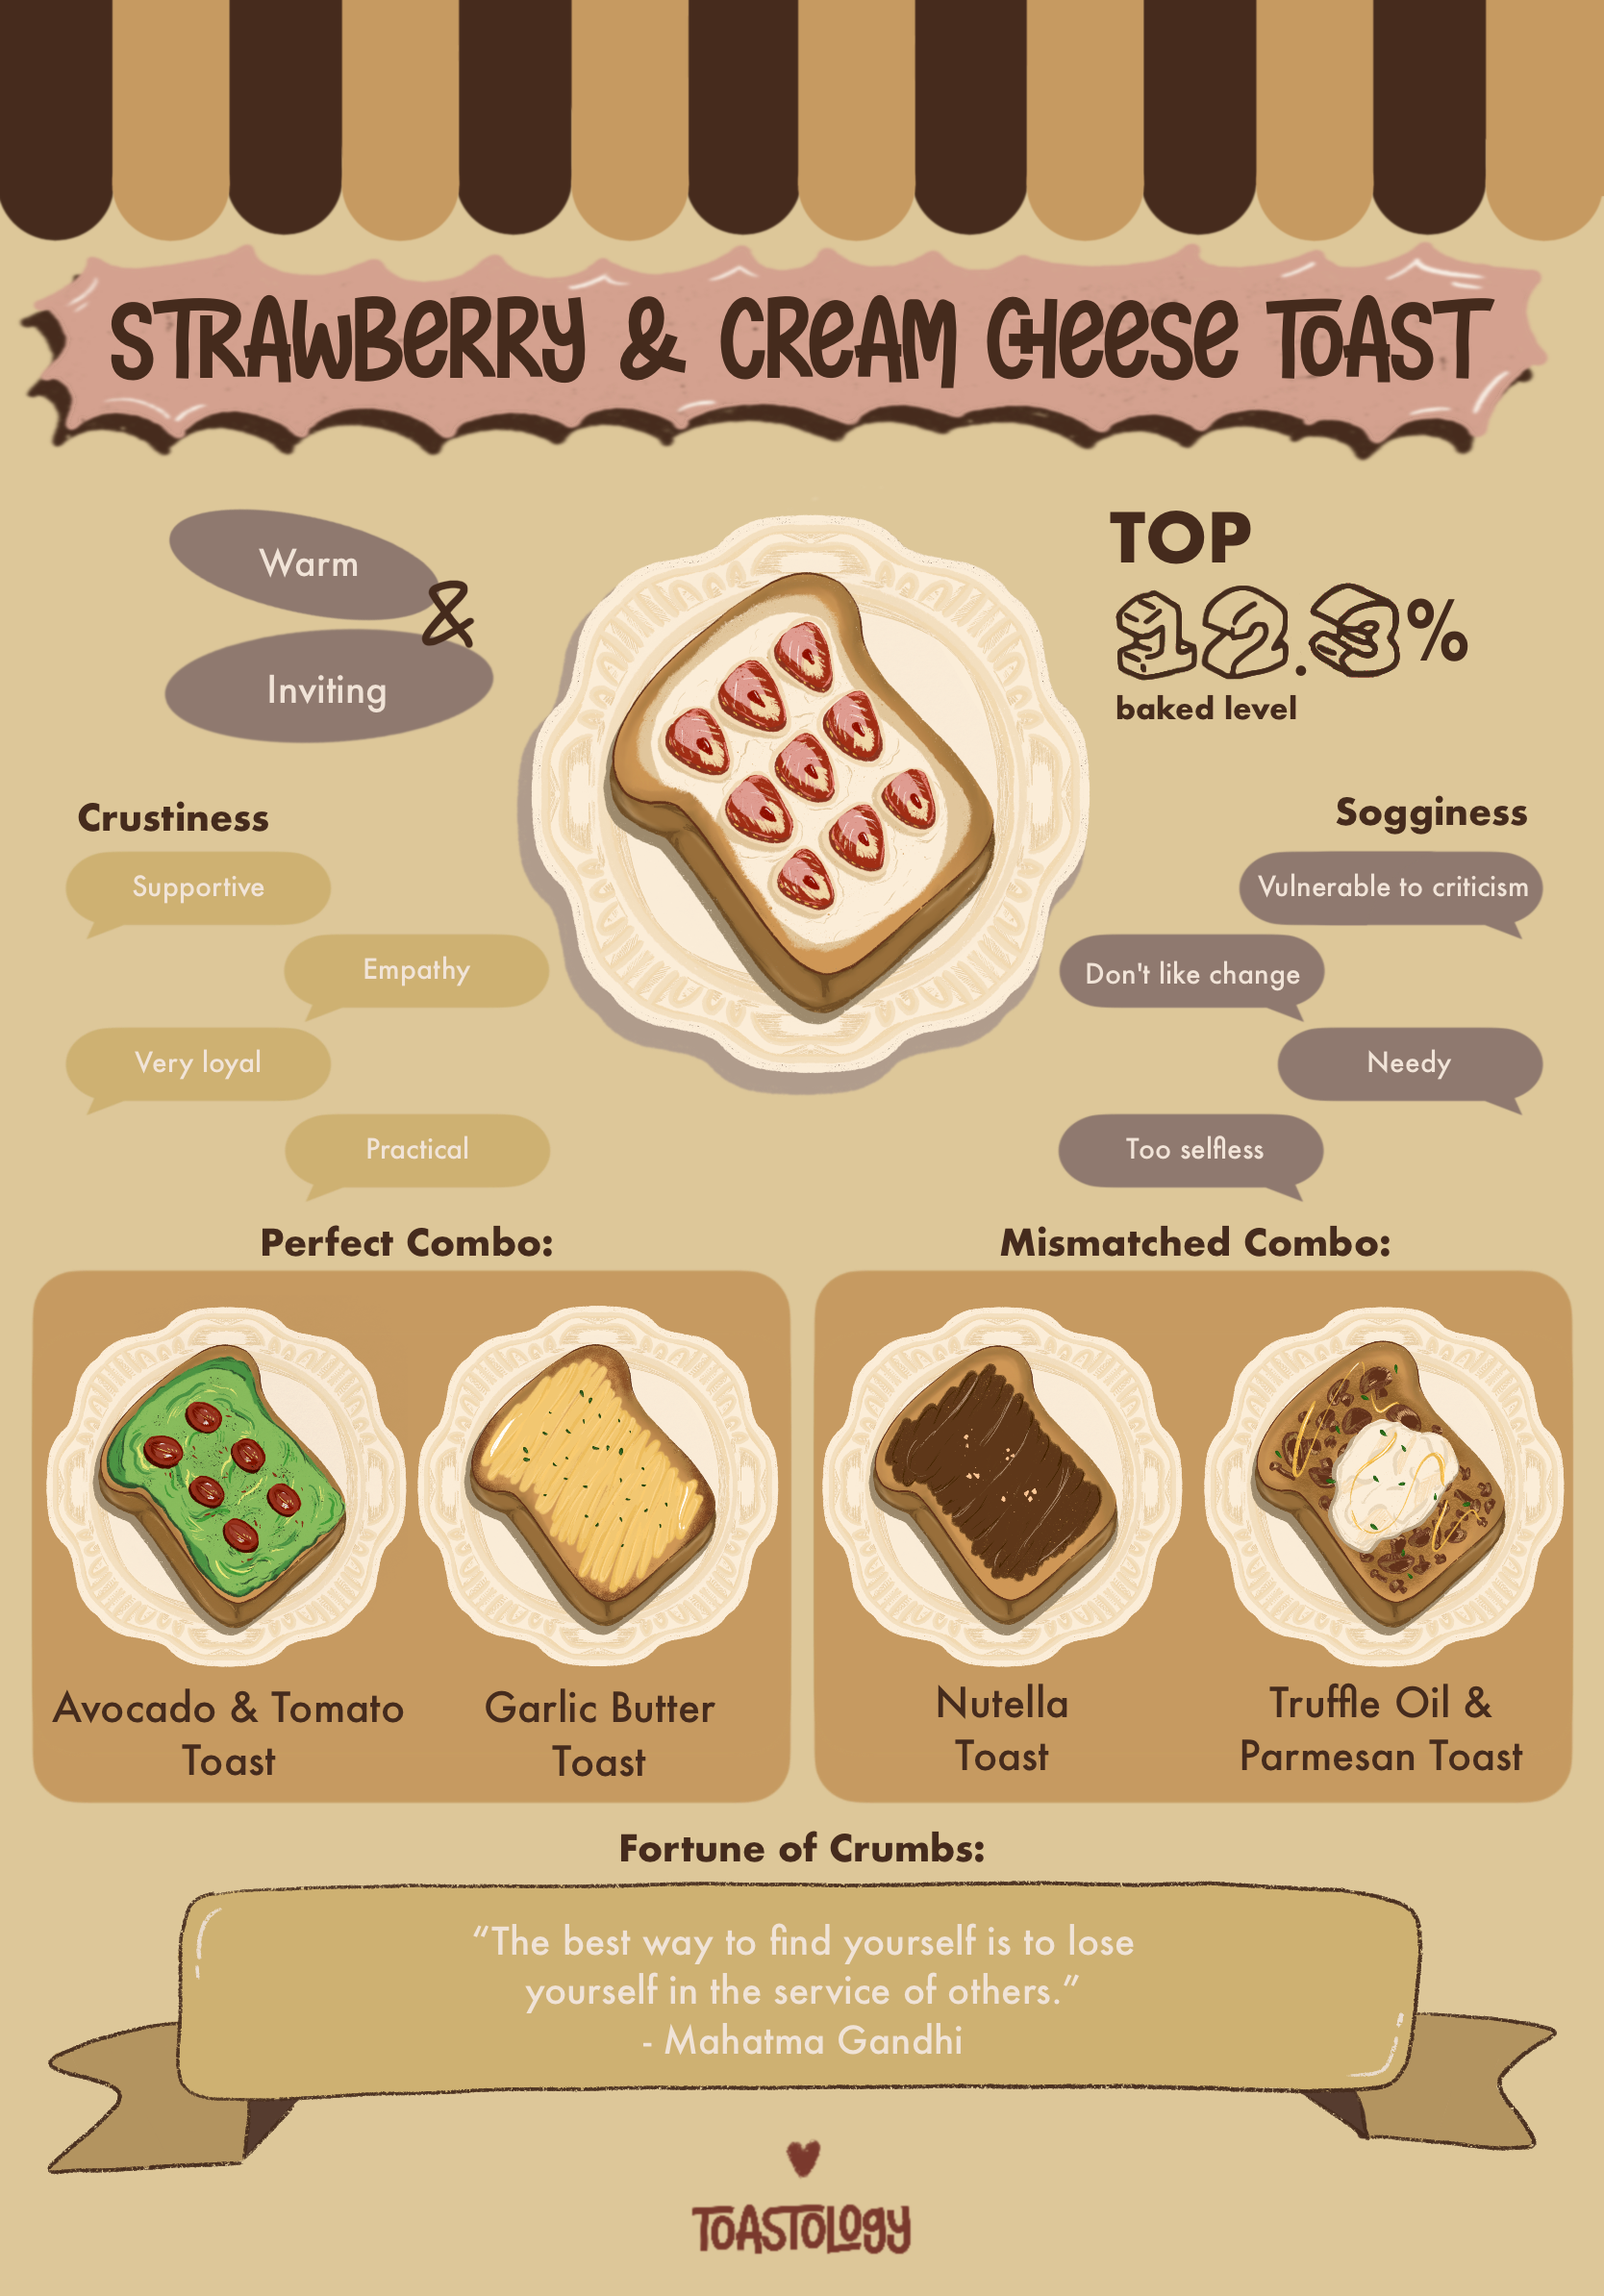 STRAWBERRY & CREAM CHEESE TOAST
Warm
&
Inviting
TOP
12.3%
baked level
Crustiness
Supportive
Empathy
Very loyal
Practical
Sogginess
Vulnerable to criticism
Don't like change
Needy
Too selfless
Perfect Combo:
Avocado & Tomato
Toast
Garlic Butter
Toast
Mismatched Combo:
Nutella
Toast
Truffle Oil &
Parmesan Toast
Fortune of Crumbs:
“The best way to find yourself is to lose
yourself in the service of others.”
- Mahatma Gandhi
TOASTOLOGY